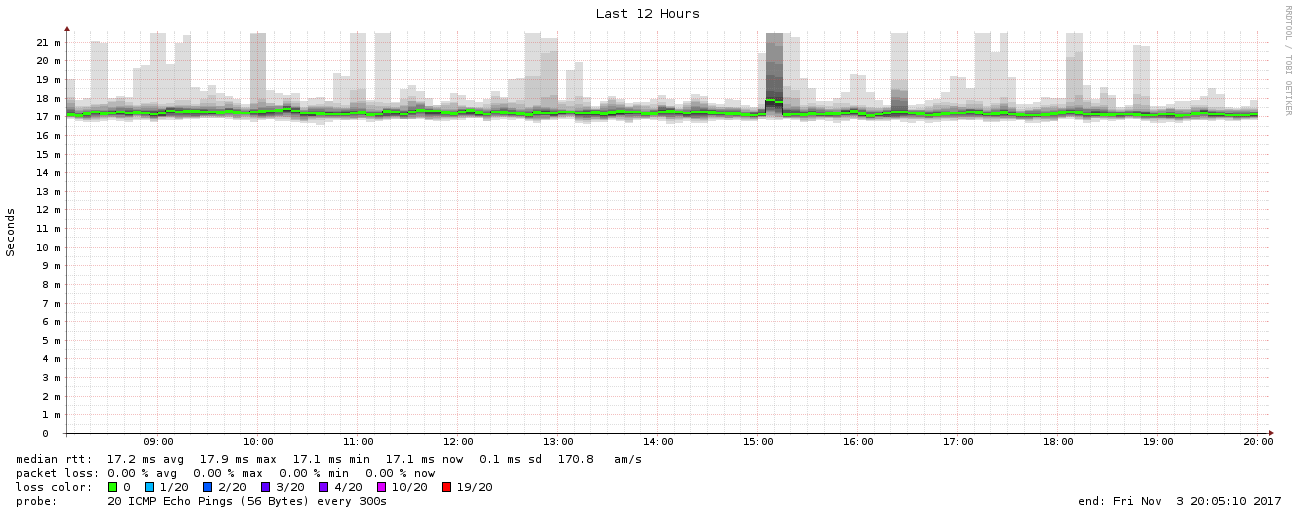 Last 12 Hours
RRDTOOL / TOBI OETIKER
Seconds
21 m
20 m
19 m
18 m
17 m
16 m
15 m
14 m
13 m
12 m
11 m
10 m
9 m
8 m
7 m
6 m
5 m
4 m
3 m
2 m
1 m
0
09:00 10:00 11:00 12:00 13:00 14:00 15:00 16:00 17:00 18:00 19:00 20:00
median rtt: 17.2 ms avg 17.9 ms max 17.1 ms min 17.1 ms now 0.1 ms sd 170.8 am/s
packet loss: 0.00 % avg 0.00 % max 0.00 % min 0.00 % now
loss color: 0 1/20 2/20 3/20 4/20 10/20 19/20
probe: 20 ICMP Echo Pings (56 Bytes) every 300s end: Fri Nov 3 20:05:10 2017